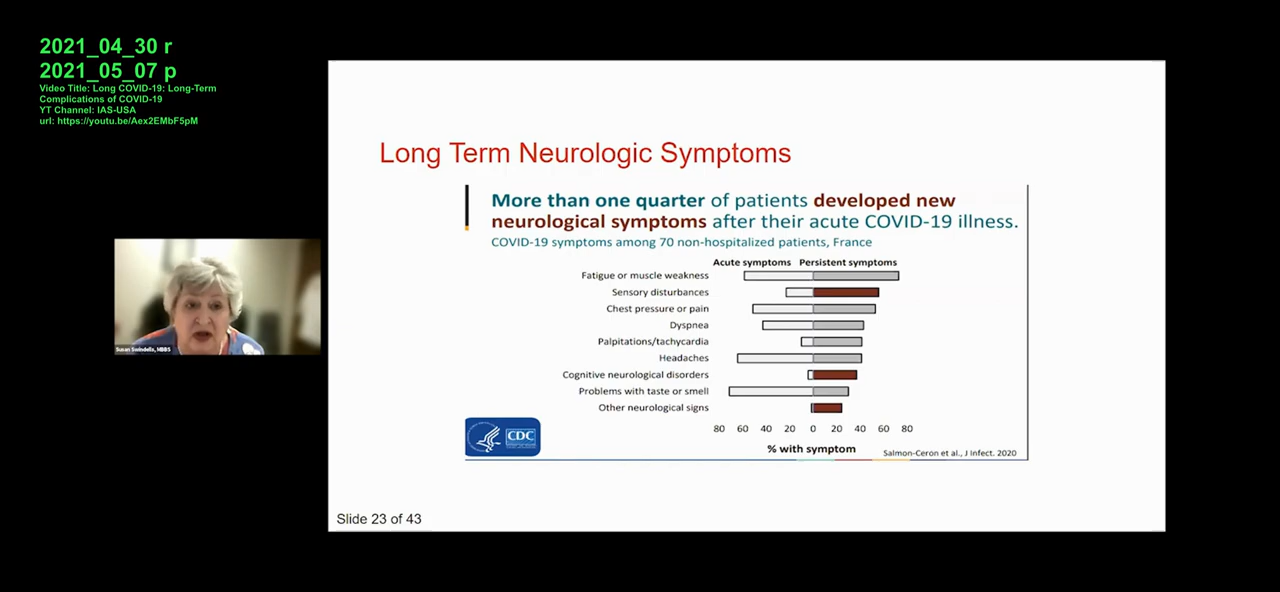 2021_04_30 r
2021_05_07 p
Video Title: Long COVID-19: Long-Term
Complications of COVID-19
YT Channel: IAS-USA
url: https://youtu.be/Aex2EMbF5pM
Susan Swindells, MBBS
Long Term Neurologic Symptoms
More than one quarter of patients developed new
neurological symptoms after their acute COVID-19 illness.
COVID-19 symptoms among 70 non-hospitalized patients, France
Acute symptoms Persistent symptoms
Fatigue or muscle weakness
Sensory disturbances
Chest pressure or pain
Dyspnea
Palpitations/tachycardia
Headaches
Cognitive neurological disorders
Problems with taste or smell
Other neurological signs
80 60 40 20 0 20 40 60 80
% with symptom
Salmon-Ceron et al., J Infect. 2020
CDC
Slide 23 of 43